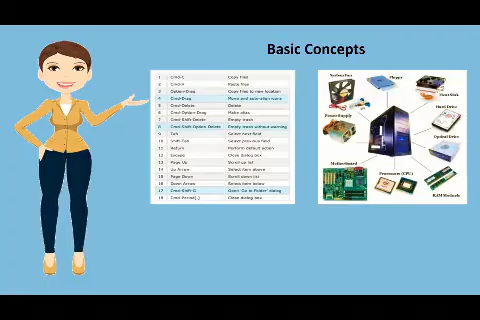 Basic Concepts
1 Cmd-C Copy files
2 Cmd-V Paste files
3 Option-Drag Copy files to new location
4 Cmd-Drag Move and auto-align icons
5 Cmd-Delete Delete
6 Cmd-Option-Drag Make alias
7 Cmd-Shift-Delete Empty trash
8 Cmd-Shift-Option-Delete Empty trash without warning
9 Tab Select next field
10 Shift-Tab Select previous field
11 Return Perform default action
12 Escape Close dialog box
13 Page Up Scroll up list
14 Up Arrow Select item above
15 Page Down Scroll down list
16 Down Arrow Select item below
17 Cmd-Shift-G Open 'Go to Folder' dialog
18 Cmd-Period[.] Close dialog box
System Fan
Floppy
Heat Sink
Hard Drive
Power Supply
Optical Drive
Motherboard
Processors (CPU)
RAM Modules